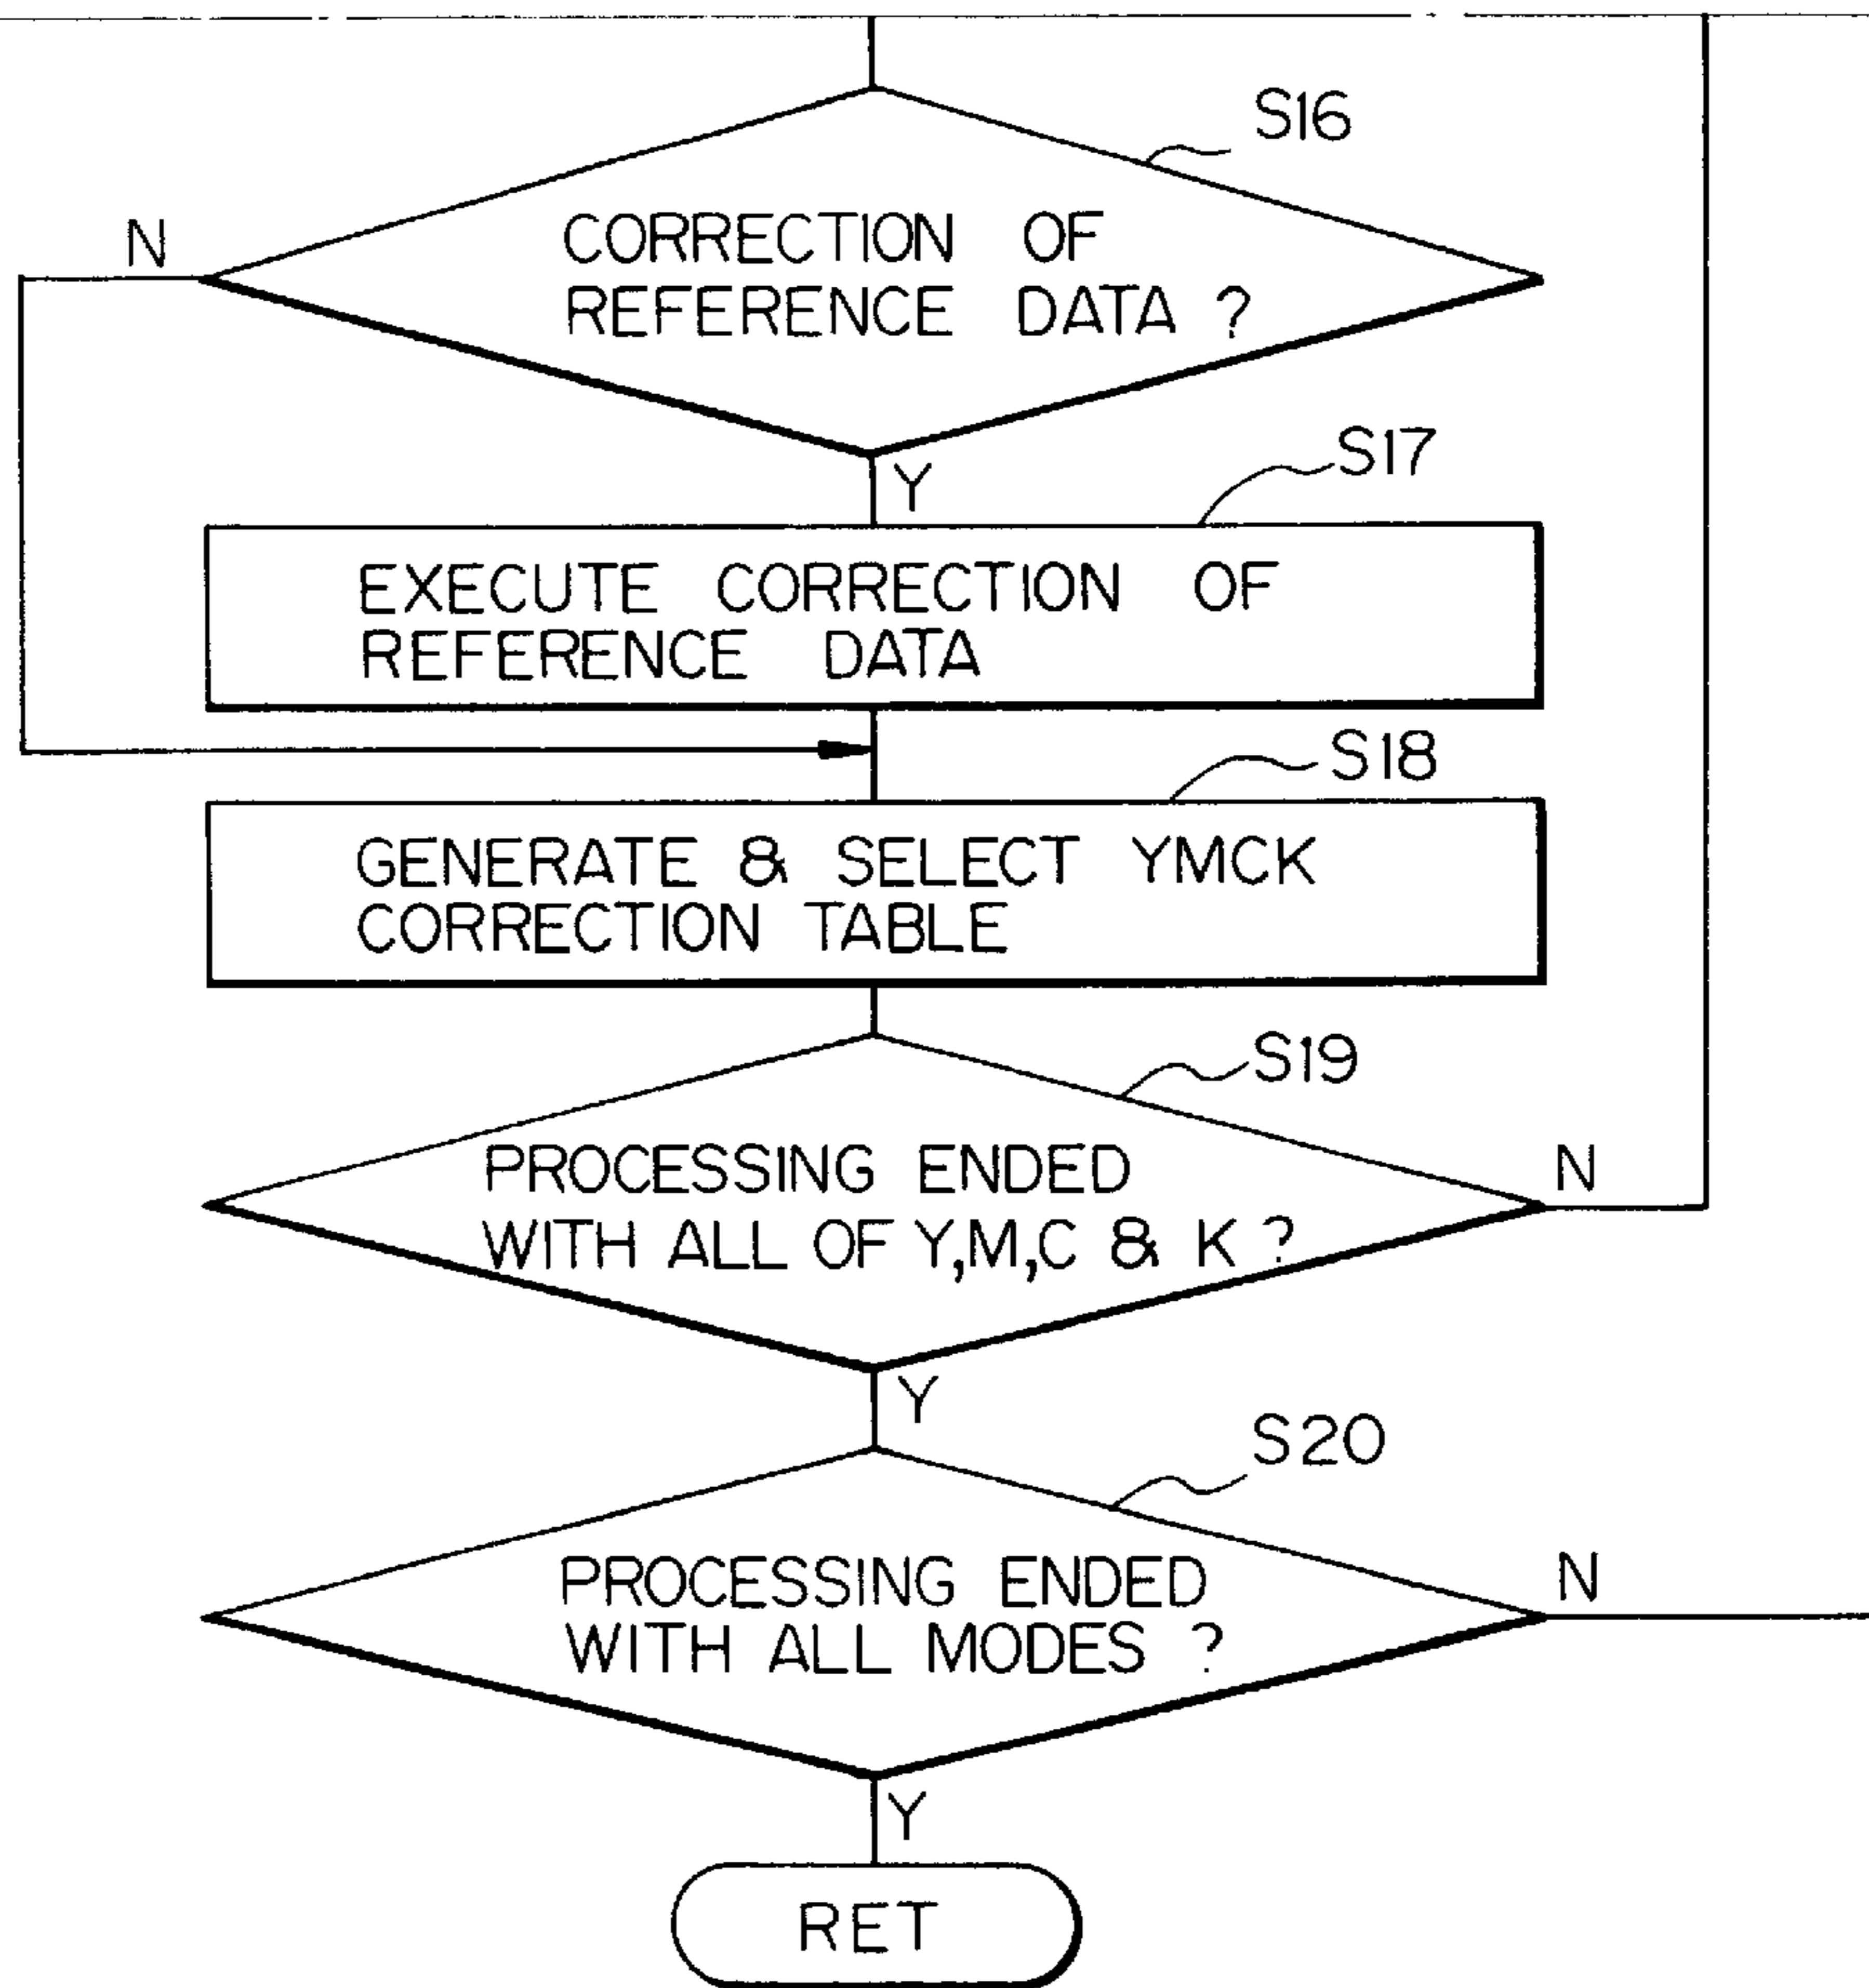 S16
N
CORRECTION OF
REFERENCE DATA ?
Y
S17
EXECUTE CORRECTION OF
REFERENCE DATA
S18
GENERATE & SELECT YMCK
CORRECTION TABLE
S19
PROCESSING ENDED
WITH ALL OF Y,M,C & K ?
N
Y
S20
PROCESSING ENDED
WITH ALL MODES ?
N
Y
RET